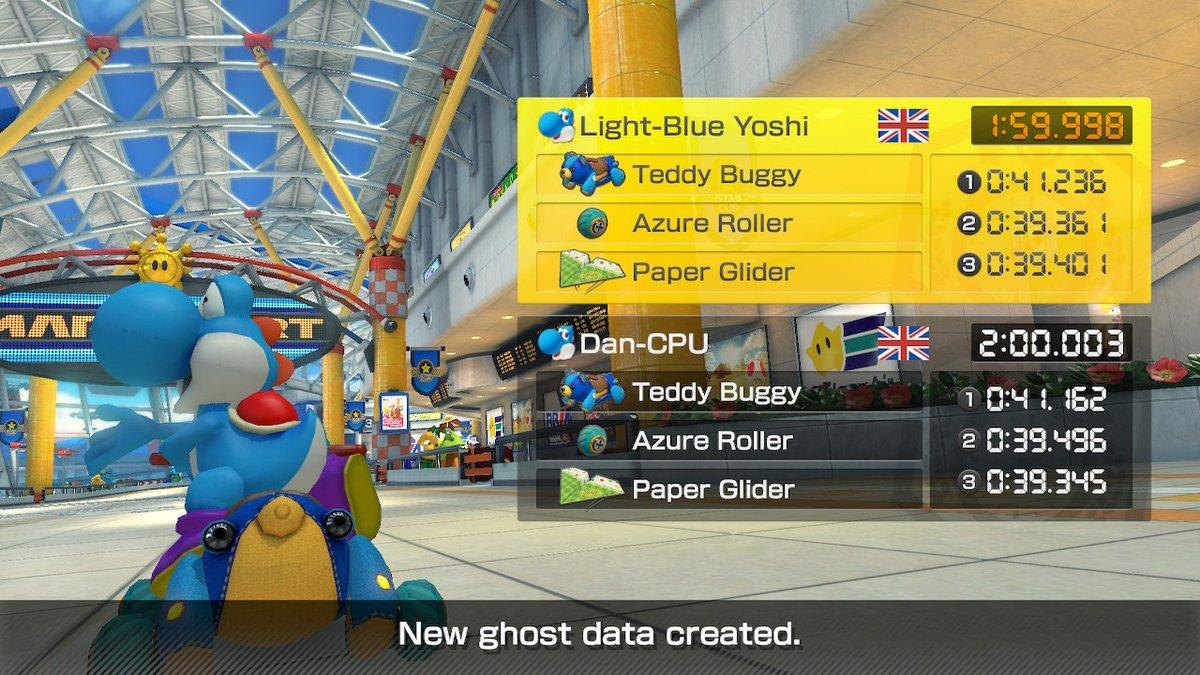 Light-Blue Yoshi
1:59.998
Teddy Buggy
1 0:41.236
Azure Roller
2 0:39.361
Paper Glider
3 0:39.401
Dan-CPU
2:00.003
Teddy Buggy
1 0:41.162
Azure Roller
2 0:39.496
Paper Glider
3 0:39.345
New ghost data created.